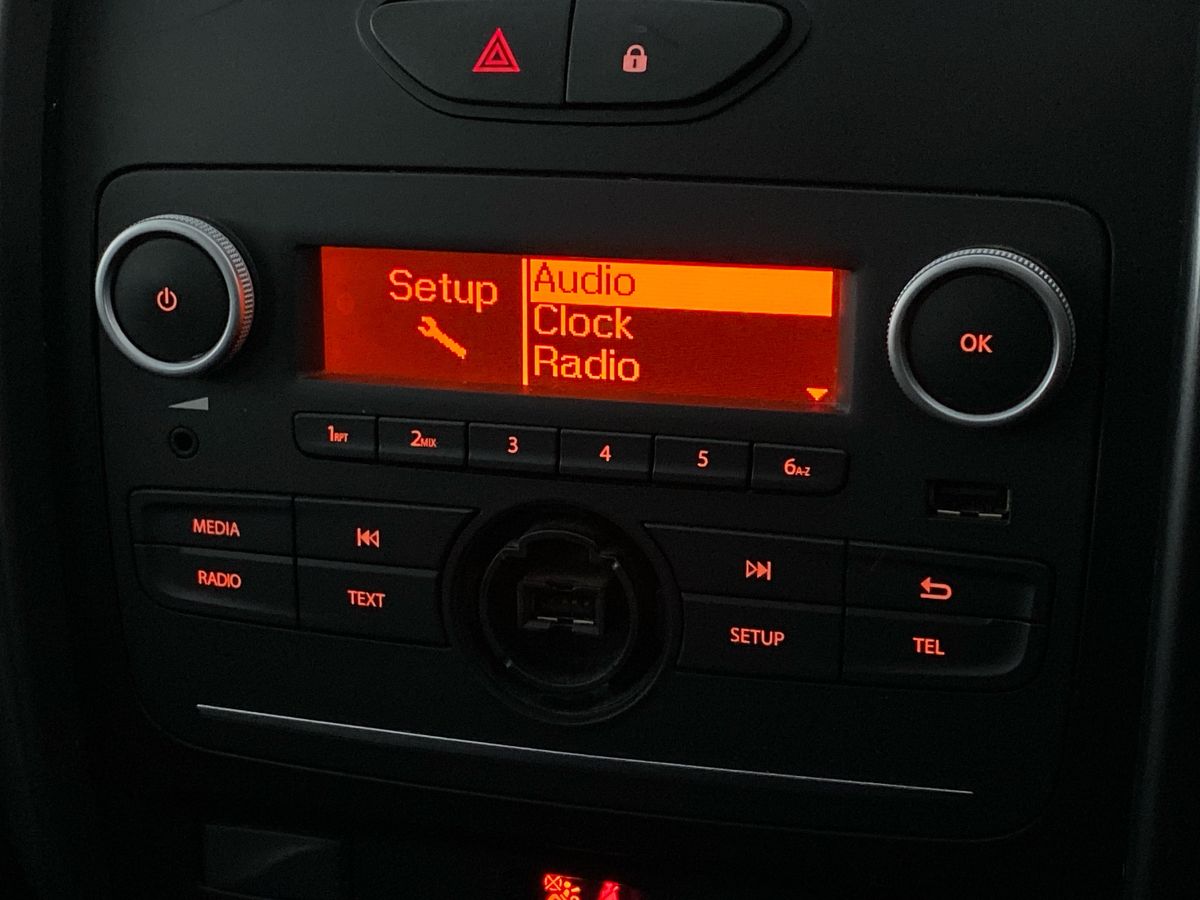 Setup
Audio
Clock
Radio
OK
1RPT
2MIX
3
4
5
6A-Z
MEDIA
RADIO
TEXT
SETUP
TEL